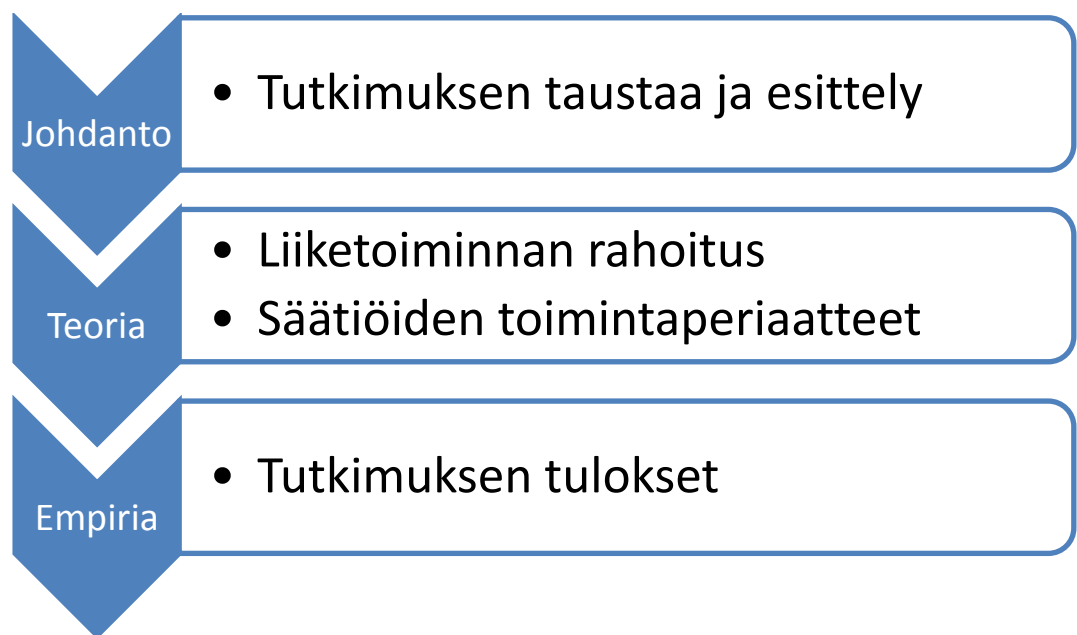 Johdanto
• Tutkimuksen taustaa ja esittely
Teoria
• Liiketoiminnan rahoitus
• Säätiöiden toimintaperiaatteet
Empiria
• Tutkimuksen tulokset